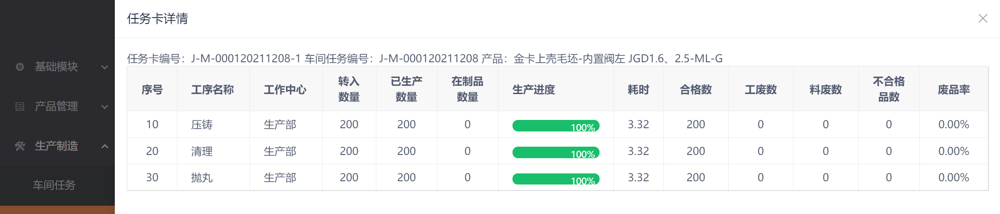 任务卡详情
基础模块
产品管理
生产制造
车间任务
任务卡编号：J-M-000120211208-1 车间任务编号：J-M-000120211208 产品：金卡上壳毛坯-内置阀左 JGD1.6、2.5-ML-G
序号 工序名称 工作中心 转入数量 已生产数量 在制品数量 生产进度 耗时 合格数 工废数 料废数 不合格品数 废品率
10 压铸 生产部 200 200 0 100% 3.32 200 0 0 0 0.00%
20 清理 生产部 200 200 0 100% 3.32 200 0 0 0 0.00%
30 抛丸 生产部 200 200 0 100% 3.32 200 0 0 0 0.00%